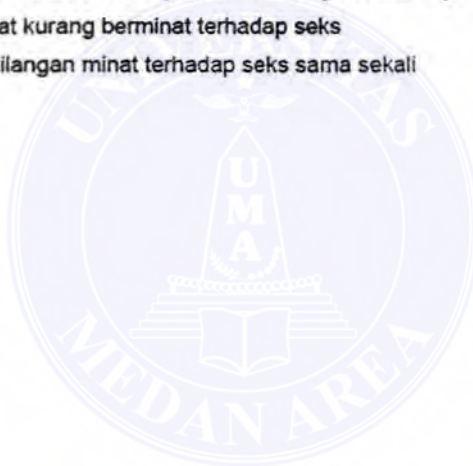 at kurang berminat terhadap seks
ilangan minat terhadap seks sama sekali
UNIVERSITAS
UMA
MEDAN AREA